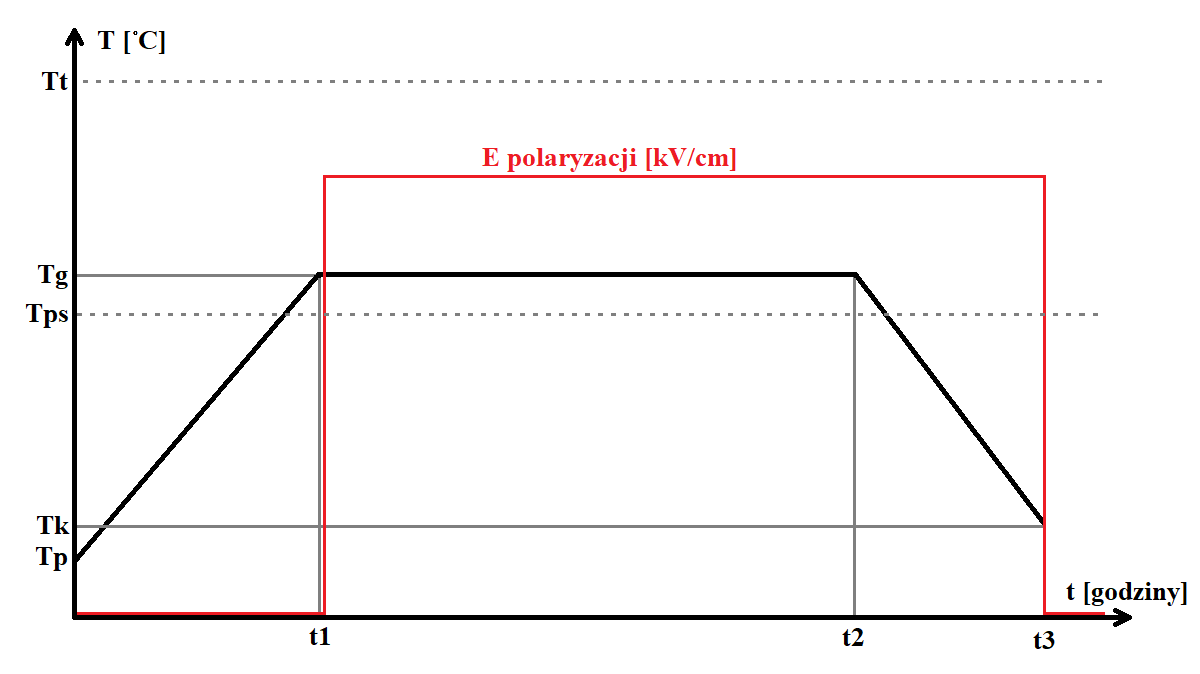 T [˚C]
Tt
E polaryzacji [kV/cm]
Tg
Tps
Tk
Tp
t [godziny]
t1
t2
t3